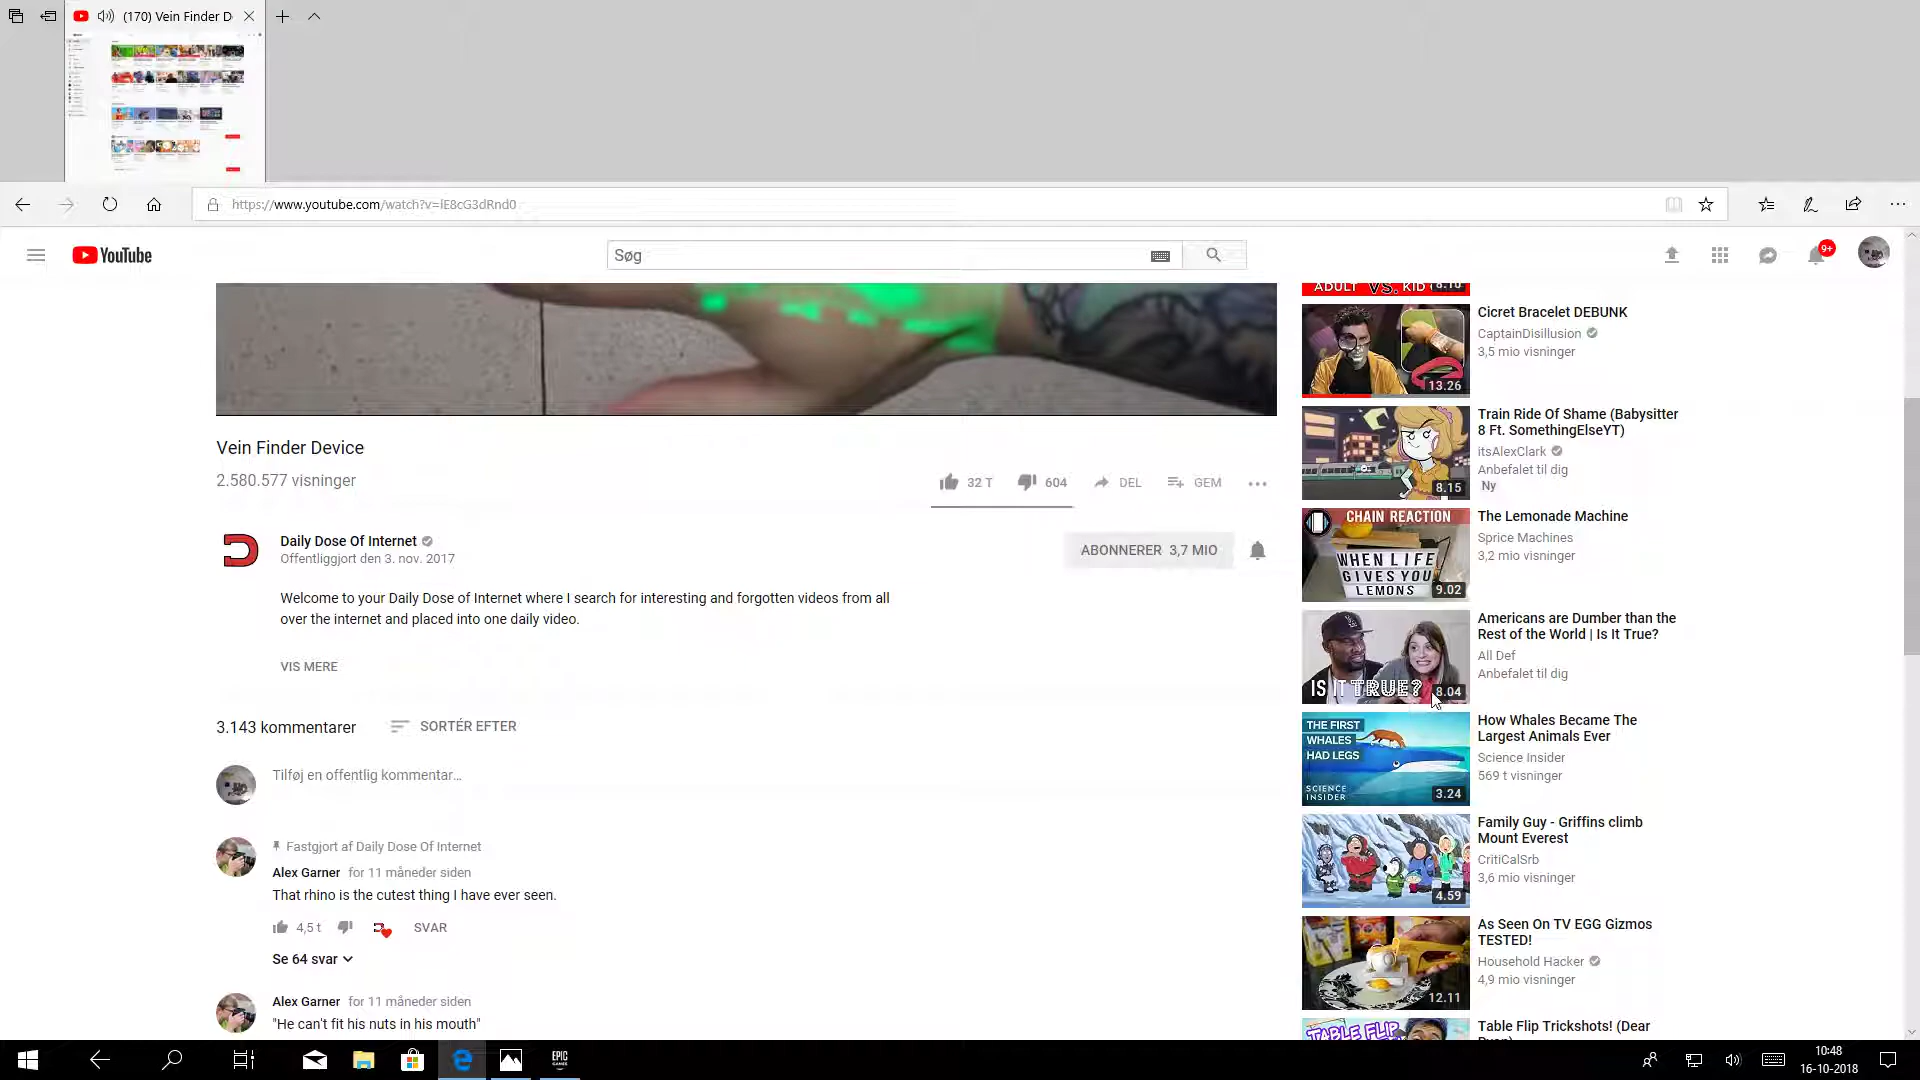 (170) Vein Finder D
https://www.youtube.com/watch?v=lE8cG3dRnd0
YouTube
Søg
9+
ADULT VS. KID
8.10
Cicret Bracelet DEBUNK
CaptainDisillusion
3,5 mio visninger
13.26
Train Ride Of Shame (Babysitter
8 Ft. SomethingElseYT)
itsAlexClark
Anbefalet til dig
Ny
8.15
CHAIN REACTION
WHEN LIFE
GIVES YOU
LEMONS
9.02
The Lemonade Machine
Sprice Machines
3,2 mio visninger
IS IT TRUE?
8.04
Americans are Dumber than the
Rest of the World | Is It True?
All Def
Anbefalet til dig
THE FIRST
WHALES
HAD LEGS
SCIENCE
INSIDER
3.24
How Whales Became The
Largest Animals Ever
Science Insider
569 t visninger
4.59
Family Guy - Griffins climb
Mount Everest
CritiCalSrb
3,6 mio visninger
12.11
As Seen On TV EGG Gizmos
TESTED!
Household Hacker
4,9 mio visninger
TABLE FLIP
Table Flip Trickshots! (Dear
Vein Finder Device
2.580.577 visninger
32 T
604
DEL
GEM
Daily Dose Of Internet
Offentliggjort den 3. nov. 2017
ABONNERER 3,7 MIO
Welcome to your Daily Dose of Internet where I search for interesting and forgotten videos from all
over the internet and placed into one daily video.
VIS MERE
3.143 kommentarer
SORTÉR EFTER
Tilføj en offentlig kommentar...
Fastgjort af Daily Dose Of Internet
Alex Garner for 11 måneder siden
That rhino is the cutest thing I have ever seen.
4,5 t
SVAR
Se 64 svar
Alex Garner for 11 måneder siden
"He can't fit his nuts in his mouth"
EPIC
GAMES
10:48
16-10-2018